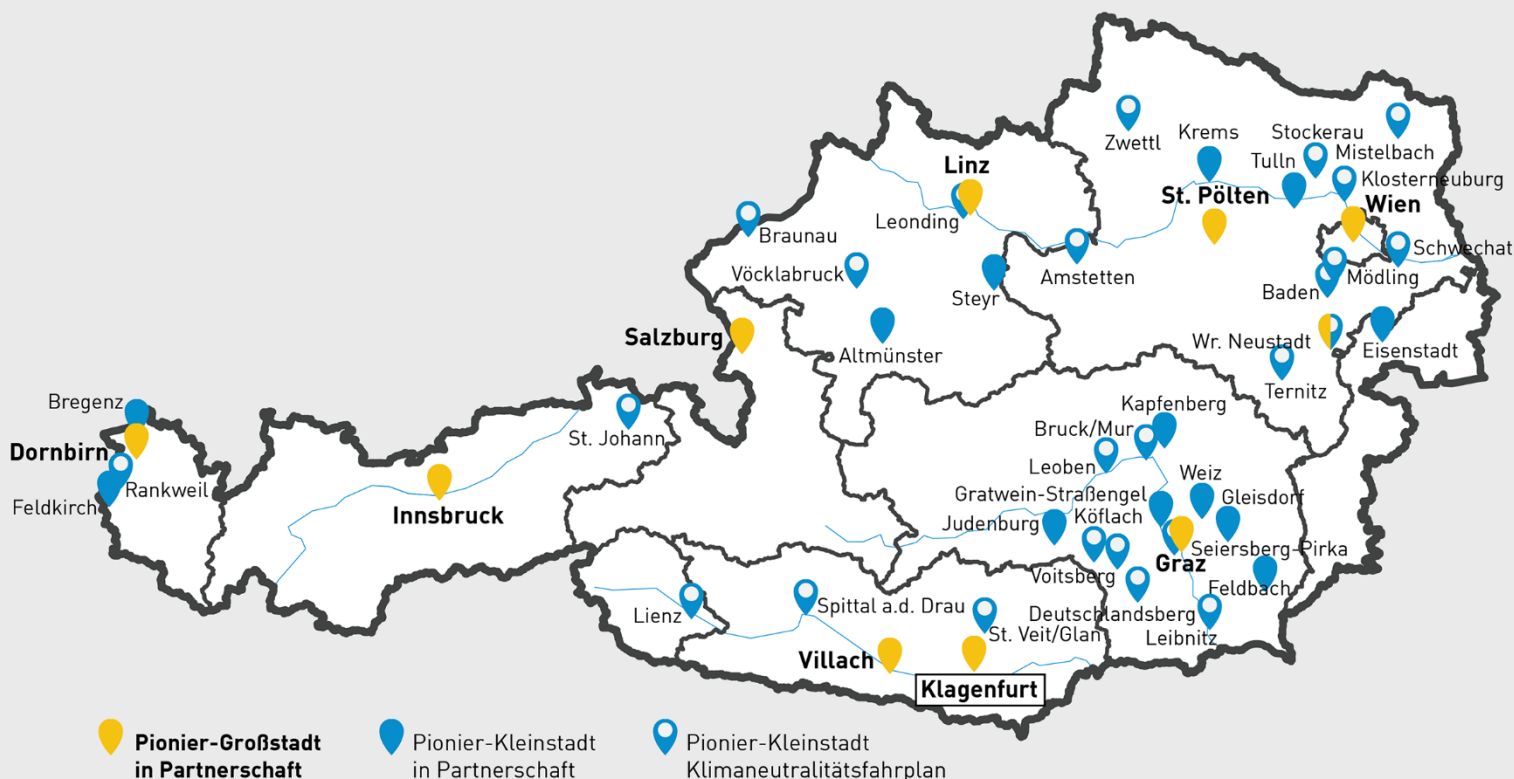 Zwettl
Krems
Stockerau
Mistelbach
Tulln
Klosterneuburg
Linz
St. Pölten
Wien
Leonding
Braunau
Schwechat
Vöcklabruck
Amstetten
Mödling
Steyr
Baden
Salzburg
Altmünster
Wr. Neustadt
Eisenstadt
Ternitz
Bregenz
Kapfenberg
St. Johann
Bruck/Mur
Dornbirn
Leoben
Rankweil
Weiz
Feldkirch
Gratwein-Straßengel
Gleisdorf
Innsbruck
Judenburg
Köflach
Seiersberg-Pirka
Graz
Voitsberg
Feldbach
Lienz
Spittal a.d. Drau
Deutschlandsberg
St. Veit/Glan
Leibnitz
Villach
Klagenfurt
Pionier-Großstadt
in Partnerschaft
Pionier-Kleinstadt
in Partnerschaft
Pionier-Kleinstadt
Klimaneutralitätsfahrplan